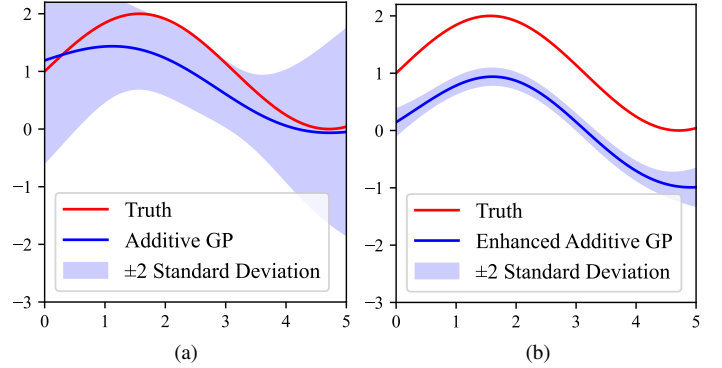 2
1
0
−1
−2
−3
Truth
Additive GP
±2 Standard Deviation
0 1 2 3 4 5
(a)
2
1
0
−1
−2
−3
Truth
Enhanced Additive GP
±2 Standard Deviation
0 1 2 3 4 5
(b)